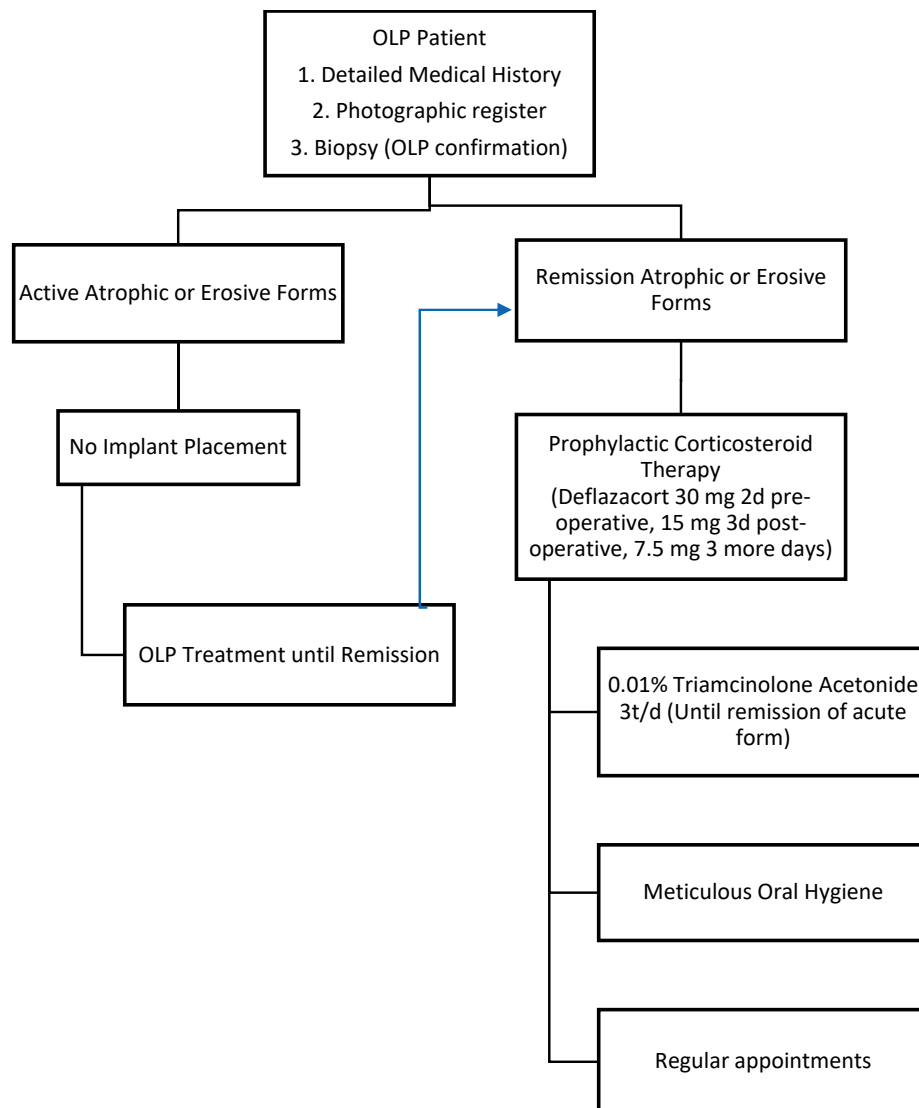 OLP Patient
1. Detailed Medical History
2. Photographic register
3. Biopsy (OLP confirmation)
Active Atrophic or Erosive Forms
Remission Atrophic or Erosive
Forms
No Implant Placement
Prophylactic Corticosteroid
Therapy
(Deflazacort 30 mg 2d pre-
operative, 15 mg 3d post-
operative, 7.5 mg 3 more days)
OLP Treatment until Remission
0.01% Triamcinolone Acetonide
3t/d (Until remission of acute
form)
Meticulous Oral Hygiene
Regular appointments